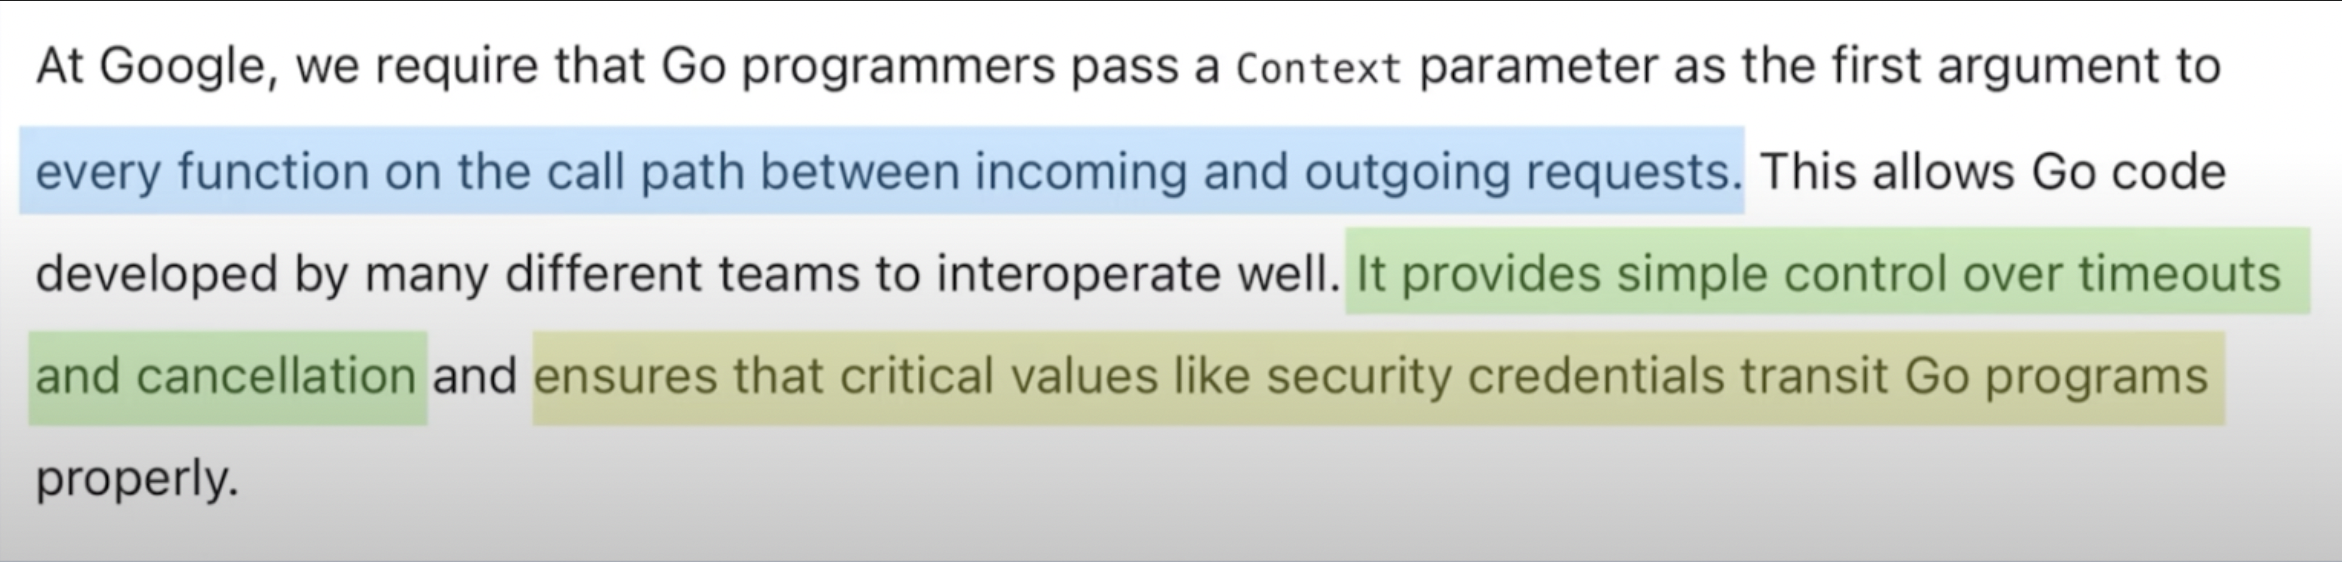 At Google, we require that Go programmers pass a Context parameter as the first argument to
every function on the call path between incoming and outgoing requests. This allows Go code
developed by many different teams to interoperate well. It provides simple control over timeouts
and cancellation and ensures that critical values like security credentials transit Go programs
properly.